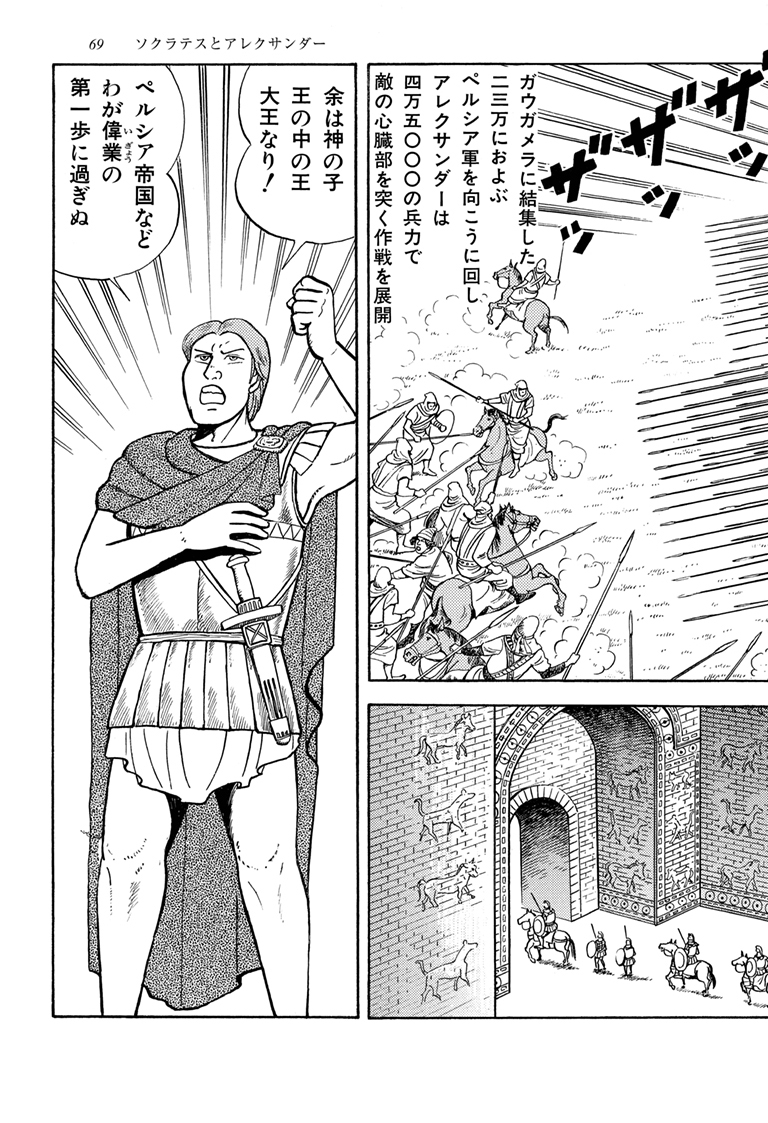 69 ソクラテスとアレクサンダー
ガウガメラに結集した
二三万におよぶ
ペルシア軍を向こうに回し
アレクサンダーは
四万五〇〇〇の兵力で
敵の心臓部を突く作戦を展開
ザッ
ザッ
ザッ
余は神の子
王の中の王
大王なり！
ペルシア帝国など
わが偉業の
いぎょう
第一歩に過ぎぬ